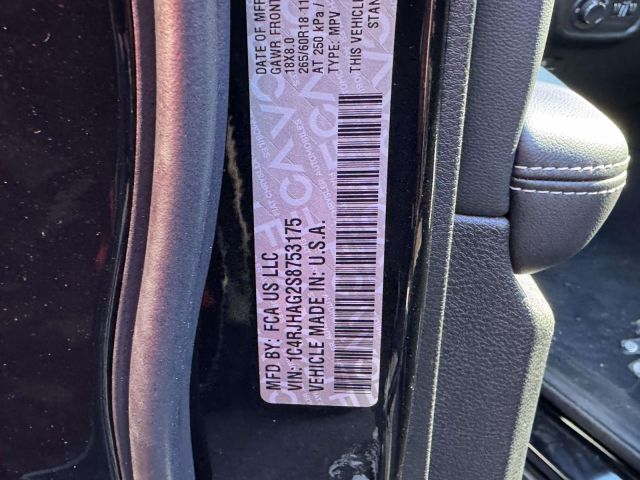 DATE OF MFR
GAWR FRONT
18X8.0
265/60R18 11
AT 250 kPa /
TYPE: MPV
THIS VEHICLE
STAN
MFD BY: FCA US LLC
VIN: 1C4RJHAG2S8753175
VEHICLE MADE IN: U.S.A.